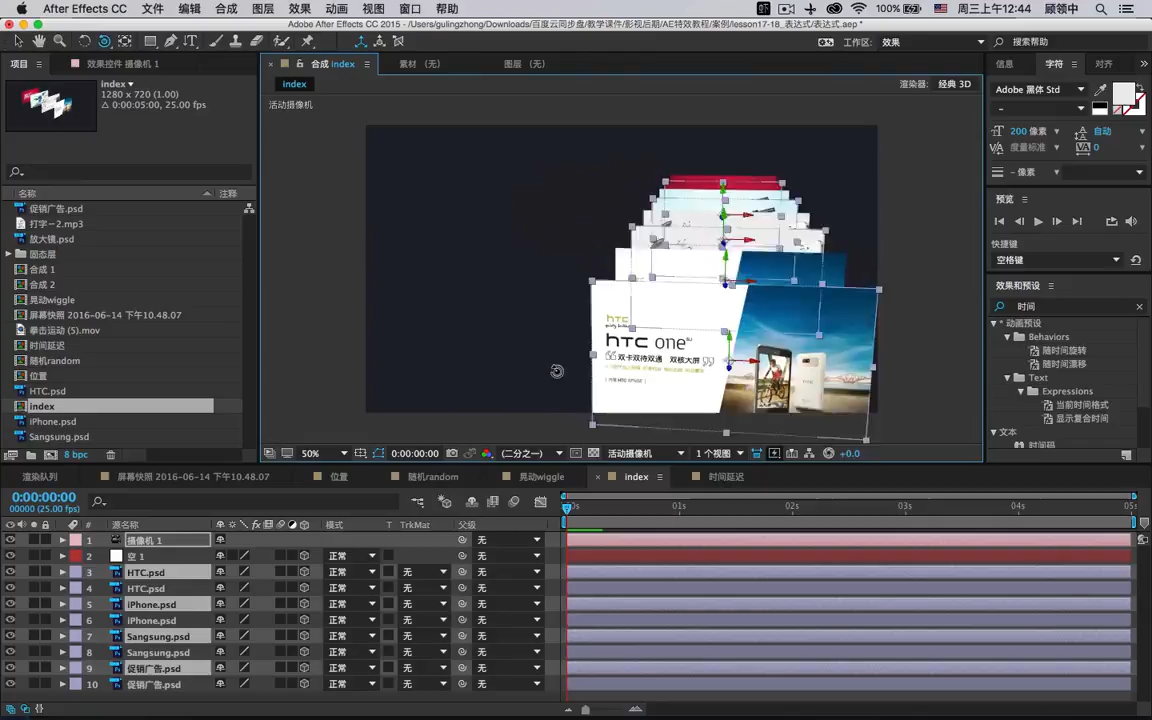 After Effects CC 文件 编辑 合成 图层 效果 动画 视图 窗口 帮助 100% 周三上午12:44 顾领中
Adobe After Effects CC 2015 - /Users/gulingzhong/Downloads/百度云同步盘/教学课件/影视后期/AE特效教程/案例/lesson17-18_表达式/表达式.aep *
工作区: 效果 搜索帮助
项目 效果控件 摄像机 1
合成 index 素材 (无) 图层 (无)
信息 字符 对齐
index
1280 x 720 (1.00)
Δ 0:00:05:00, 25.00 fps
index
渲染器: 经典 3D
活动摄像机
Adobe 黑体 Std
-
200 像素 自动
度量标准 0
- 像素
名称 注释
促销广告.psd
打字-2.mp3
放大镜.psd
固态层
合成 1
合成 2
晃动wiggle
屏幕快照 2016-06-14 下午10.48.07
拳击运动 (5).mov
时间延迟
随机random
位置
HTC.psd
index
iPhone.psd
Sangsung.psd
8 bpc
htc
htc one
双卡双待双通 双核大屏
预览
快捷键
空格键
效果和预设
时间
* 动画预设
Behaviors
随时间旋转
随时间漂移
Text
Expressions
当前时间格式
显示复合时间
文本
时间码
50% 0:00:00:00 (二分之一) 活动摄像机 1 个视图 +0.0
渲染队列 屏幕快照 2016-06-14 下午10.48.07 位置 随机random 晃动wiggle index 时间延迟
0:00:00:00
00000 (25.00 fps)
0s 01s 02s 03s 04s 05s
# 源名称 模式 T TrkMat 父级
1 摄像机 1 无
2 空 1 正常 无
3 HTC.psd 正常 无 无
4 HTC.psd 正常 无 无
5 iPhone.psd 正常 无 无
6 iPhone.psd 正常 无 无
7 Sangsung.psd 正常 无 无
8 Sangsung.psd 正常 无 无
9 促销广告.psd 正常 无 无
10 促销广告.psd 正常 无 无